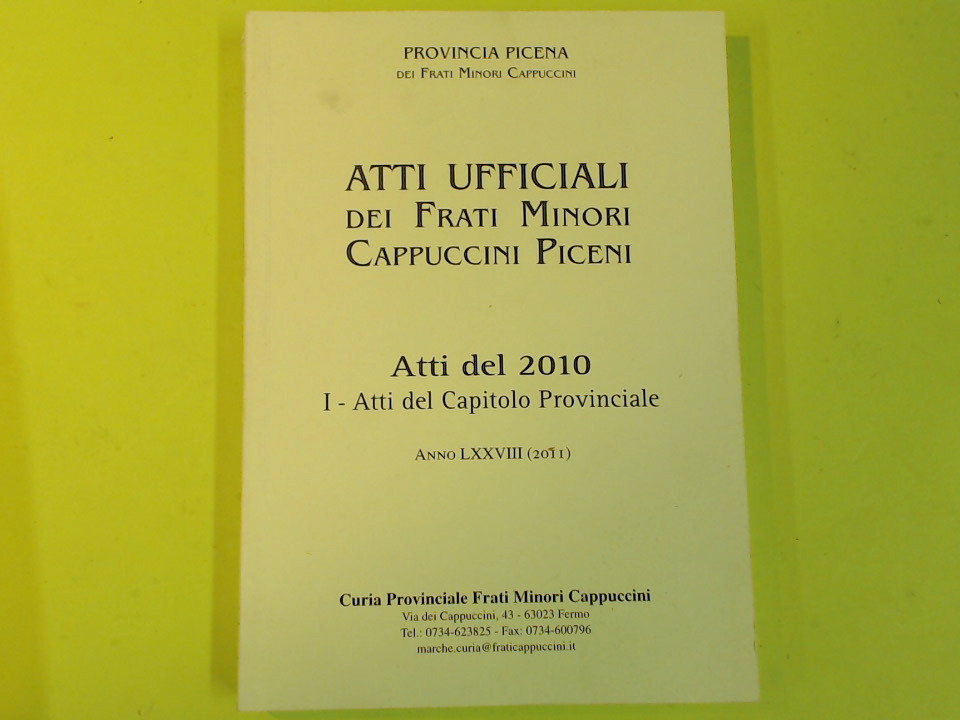 PROVINCIA PICENA
DEI FRATI MINORI CAPPUCCINI
ATTI UFFICIALI
DEI FRATI MINORI
CAPPUCCINI PICENI
Atti del 2010
I - Atti del Capitolo Provinciale
ANNO LXXVIII (2011)
Curia Provinciale Frati Minori Cappuccini
Via dei Cappuccini, 43 - 63023 Fermo
Tel.: 0734-623825 - Fax: 0734-600796
marche.curia@fraticappuccini.it